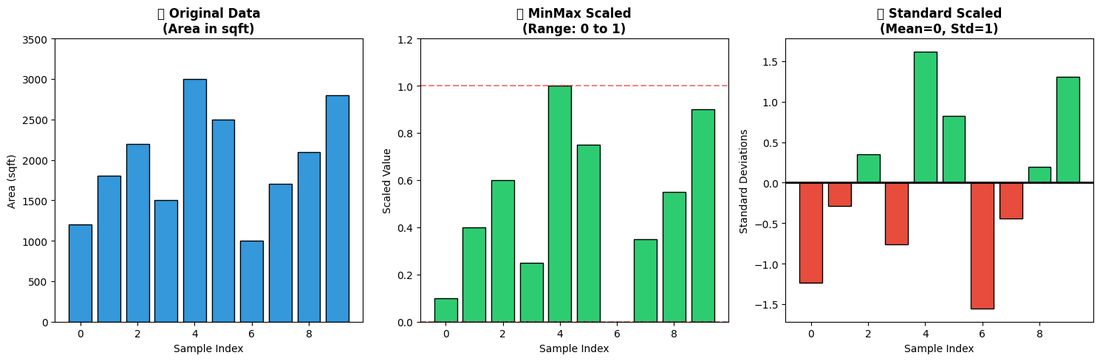 Original Data
(Area in sqft)
Area (sqft)
3500
3000
2500
2000
1500
1000
500
0
0 2 4 6 8
Sample Index
MinMax Scaled
(Range: 0 to 1)
Scaled Value
1.2
1.0
0.8
0.6
0.4
0.2
0.0
0 2 4 6 8
Sample Index
Standard Scaled
(Mean=0, Std=1)
Standard Deviations
1.5
1.0
0.5
0.0
−0.5
−1.0
−1.5
0 2 4 6 8
Sample Index